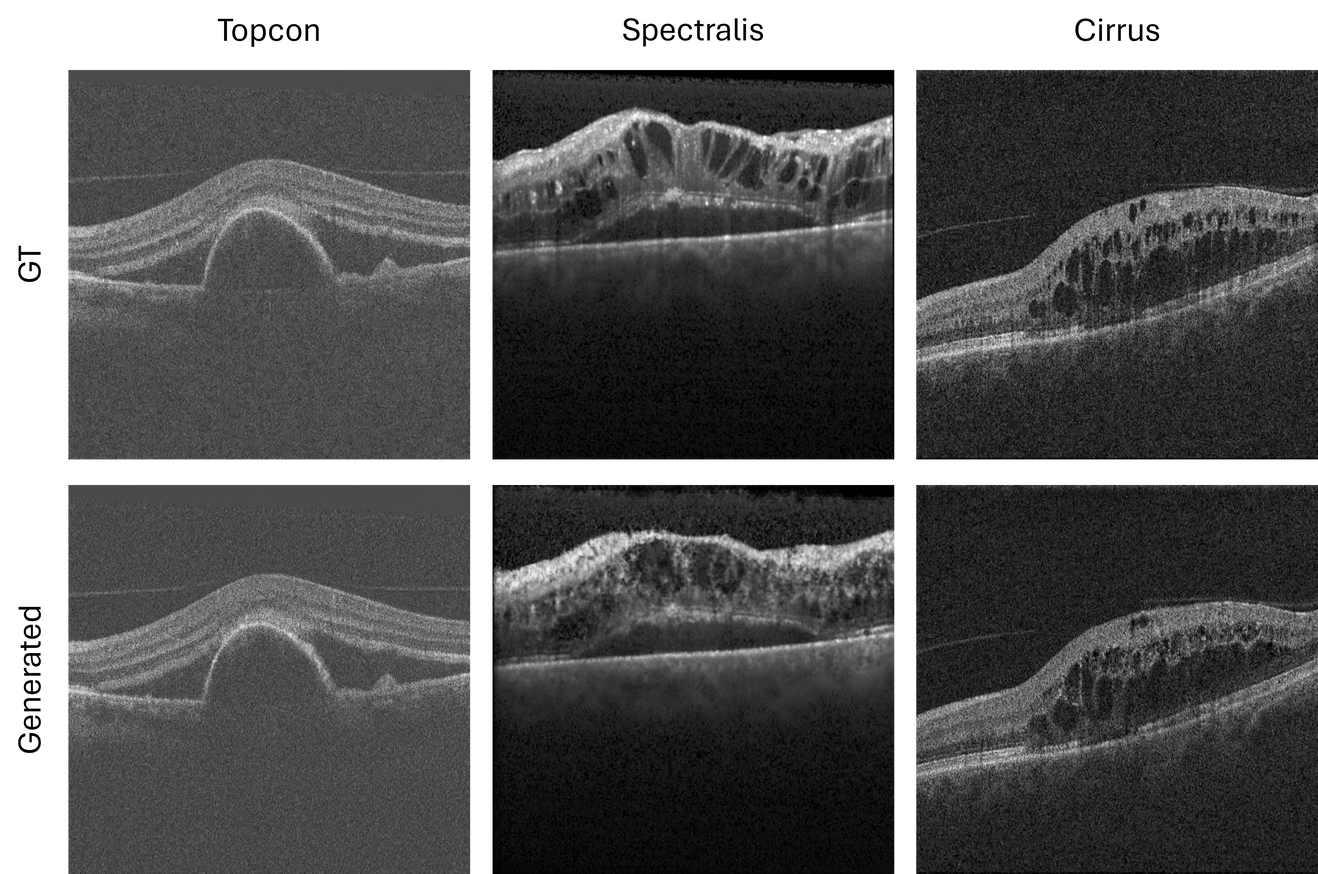 Topcon
Spectralis
Cirrus
GT
Generated